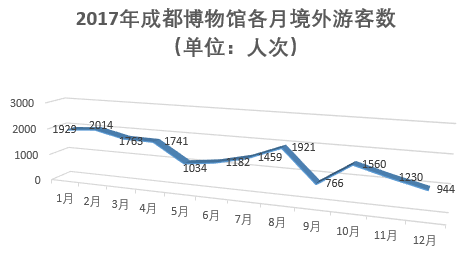 2017年成都博物馆各月境外游客数
（单位：人次）
3000
2000
1000
0
1929
2014
1763
1741
1034
1182
1459
1921
766
1560
1230
944
1月
2月
3月
4月
5月
6月
7月
8月
9月
10月
11月
12月